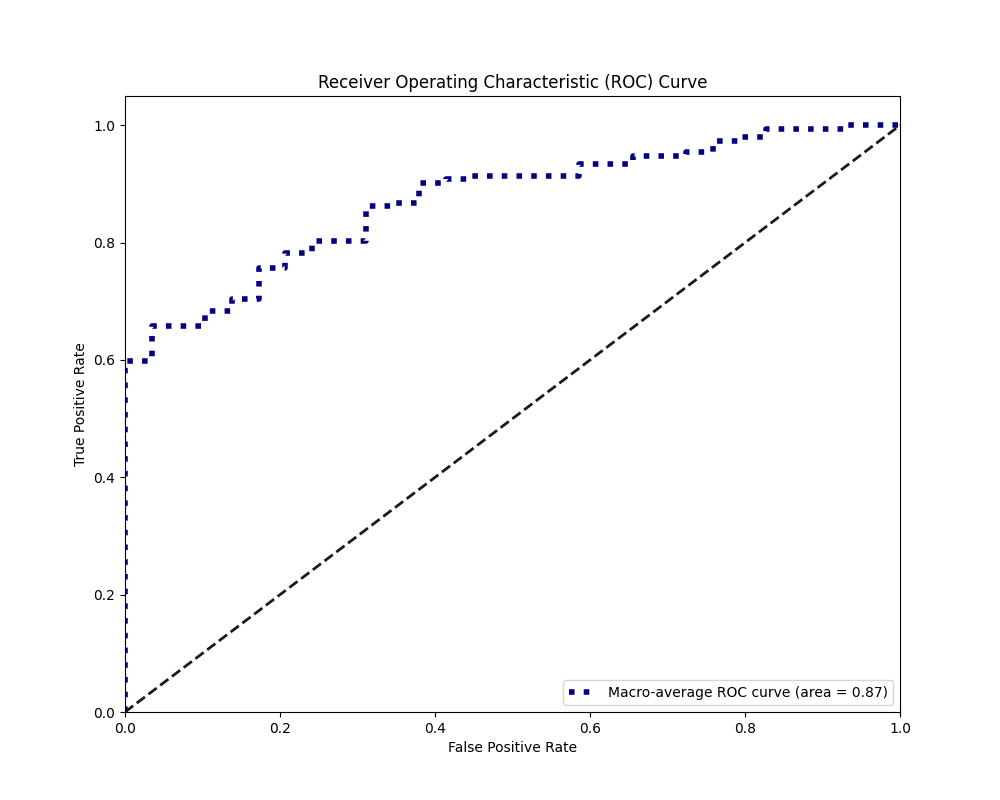 Receiver Operating Characteristic (ROC) Curve
1.0
0.8
0.6
0.4
0.2
0.0
True Positive Rate
0.0 0.2 0.4 0.6 0.8 1.0
False Positive Rate
Macro-average ROC curve (area = 0.87)